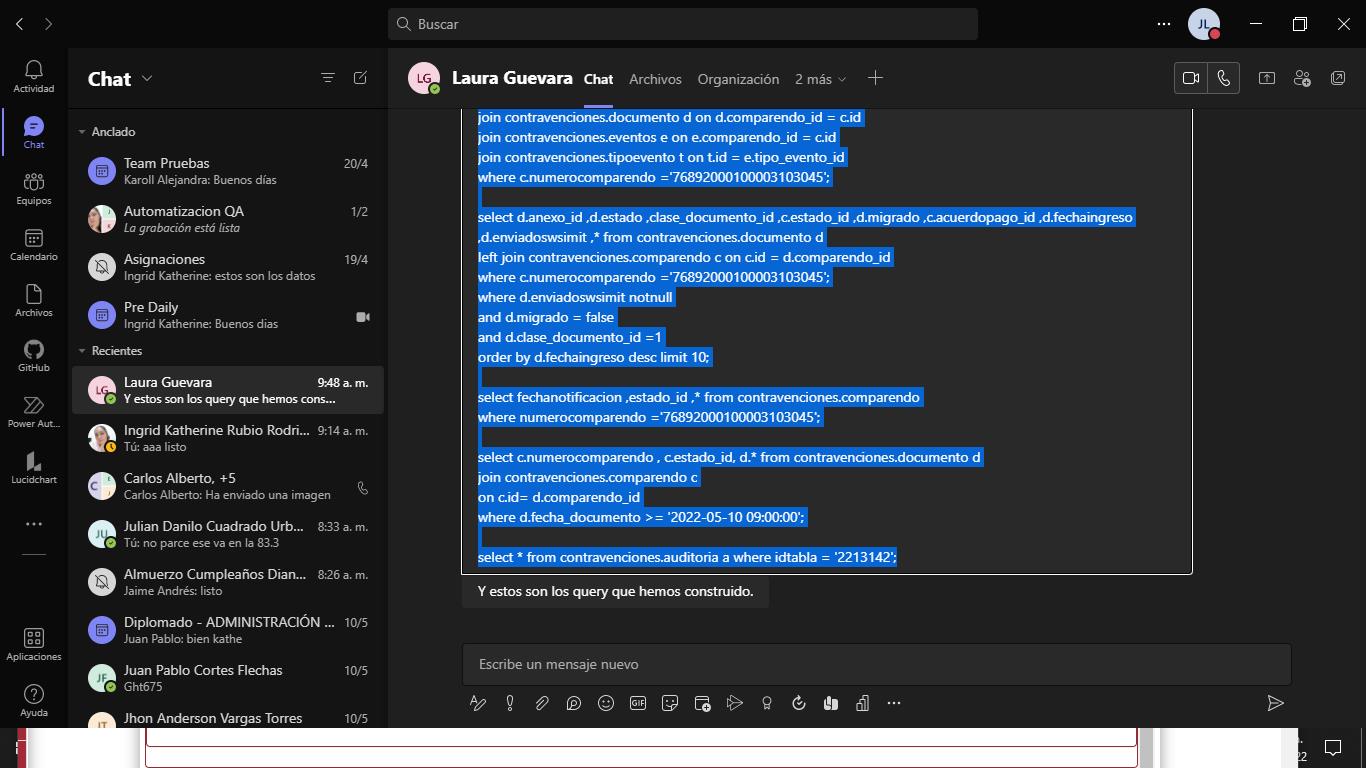 Buscar
JL
Actividad
Chat
Equipos
Calendario
Archivos
GitHub
Power Aut...
Lucidchart
Aplicaciones
Ayuda
Chat
Anclado
Team Pruebas 20/4
Karoll Alejandra: Buenos días
Automatizacion QA 1/2
La grabación está lista
Asignaciones 19/4
Ingrid Katherine: estos son los datos
Pre Daily
Ingrid Katherine: Buenos dias
Recientes
LG
Laura Guevara 9:48 a. m.
Y estos son los query que hemos cons...
Ingrid Katherine Rubio Rodri... 9:14 a. m.
Tú: aaa listo
Carlos Alberto, +5
Carlos Alberto: Ha enviado una imagen
JU
Julian Danilo Cuadrado Urb... 8:33 a. m.
Tú: no parce ese va en la 83.3
Almuerzo Cumpleaños Dian... 8:26 a. m.
Jaime Andrés: listo
Diplomado - ADMINISTRACIÓN ... 10/5
Juan Pablo: bien kathe
JF
Juan Pablo Cortes Flechas 10/5
Ght675
JT
Jhon Anderson Vargas Torres 10/5
LG
Laura Guevara Chat Archivos Organización 2 más
join contravenciones.documento d on d.comparendo_id = c.id
join contravenciones.eventos e on e.comparendo_id = c.id
join contravenciones.tipoevento t on t.id = e.tipo_evento_id
where c.numerocomparendo ='76892000100003103045';
select d.anexo_id ,d.estado ,clase_documento_id ,c.estado_id ,d.migrado ,c.acuerdopago_id ,d.fechaingreso
,d.enviadoswsimit ,* from contravenciones.documento d
left join contravenciones.comparendo c on c.id = d.comparendo_id
where c.numerocomparendo ='76892000100003103045';
where d.enviadoswsimit notnull
and d.migrado = false
and d.clase_documento_id =1
order by d.fechaingreso desc limit 10;
select fechanotificacion ,estado_id ,* from contravenciones.comparendo
where numerocomparendo ='76892000100003103045';
select c.numerocomparendo , c.estado_id, d.* from contravenciones.documento d
join contravenciones.comparendo c
on c.id= d.comparendo_id
where d.fecha_documento >= '2022-05-10 09:00:00';
select * from contravenciones.auditoria a where idtabla = '2213142';
Y estos son los query que hemos construido.
Escribe un mensaje nuevo
GIF